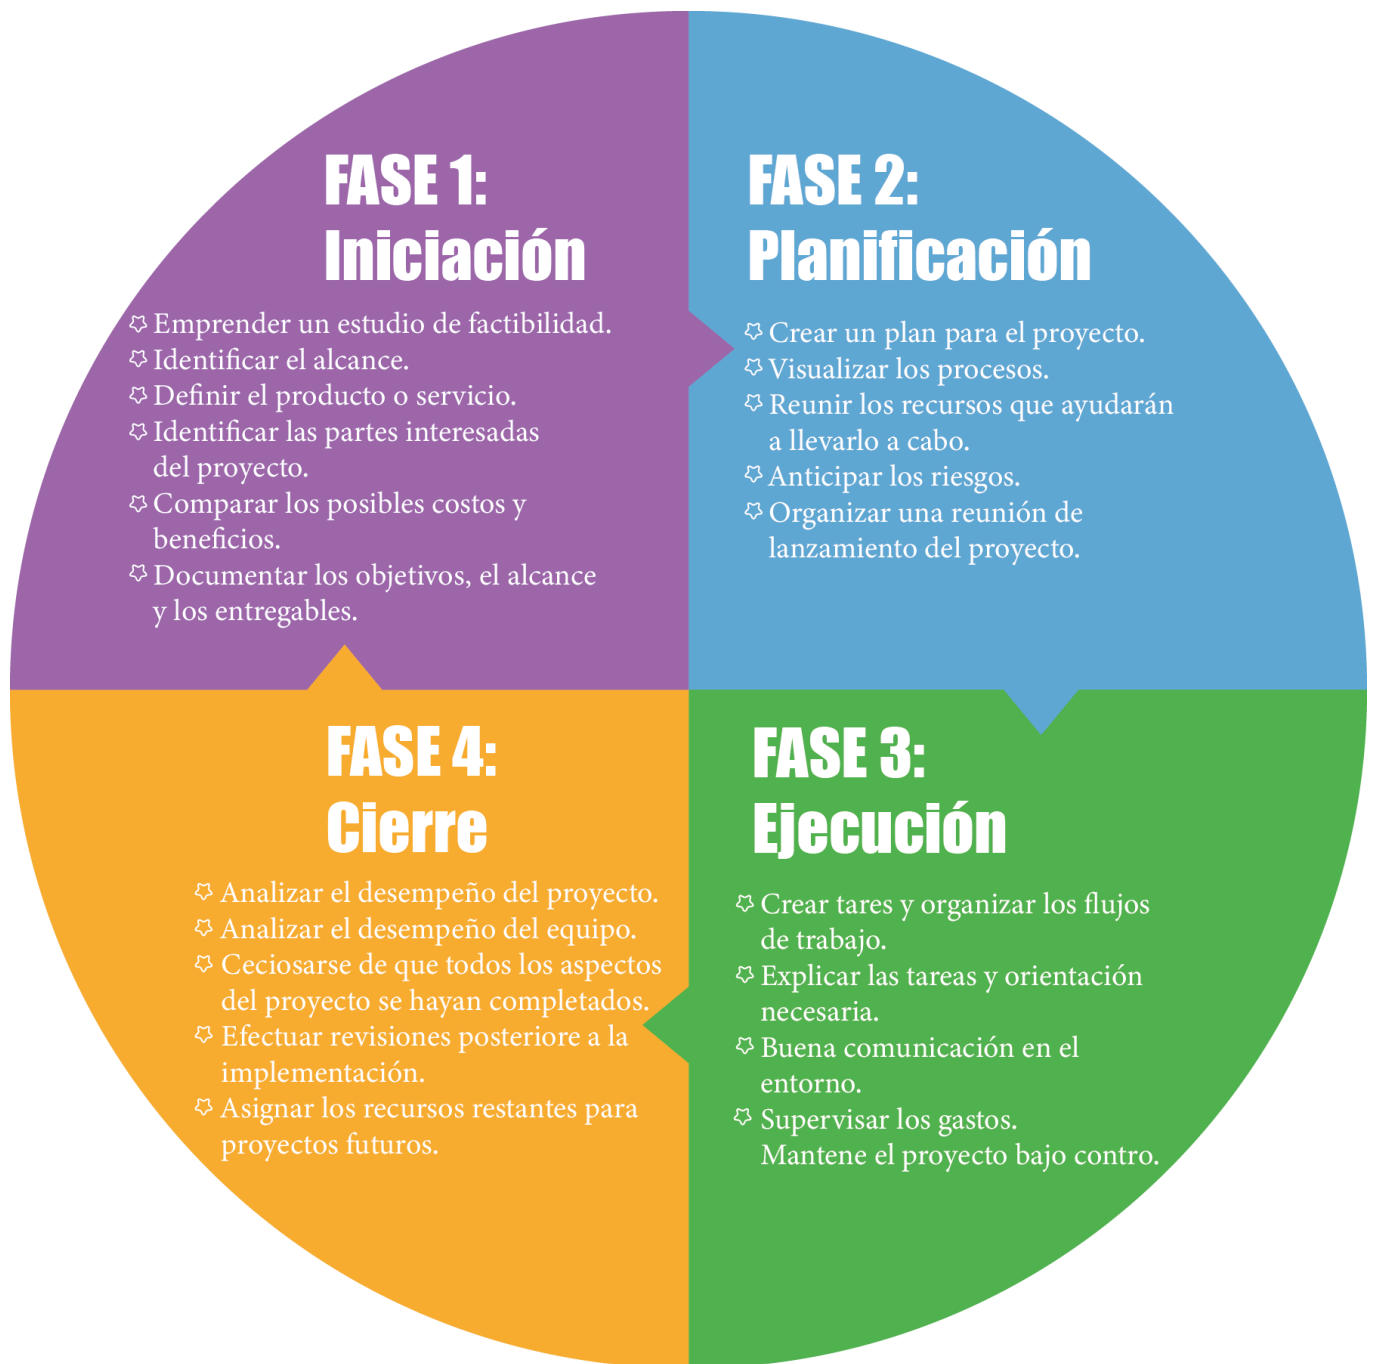 FASE 1:
Iniciación
Emprender un estudio de factibilidad.
Identificar el alcance.
Definir el producto o servicio.
Identificar las partes interesadas
del proyecto.
Comparar los posibles costos y
beneficios.
Documentar los objetivos, el alcance
y los entregables.
FASE 2:
Planificación
Crear un plan para el proyecto.
Visualizar los procesos.
Reunir los recursos que ayudarán
a llevarlo a cabo.
Anticipar los riesgos.
Organizar una reunión de
lanzamiento del proyecto.
FASE 3:
Ejecución
Crear tares y organizar los flujos
de trabajo.
Explicar las tareas y orientación
necesaria.
Buena comunicación en el
entorno.
Supervisar los gastos.
Mantene el proyecto bajo contro.
FASE 4:
Cierre
Analizar el desempeño del proyecto.
Analizar el desempeño del equipo.
Ceciosarse de que todos los aspectos
del proyecto se hayan completados.
Efectuar revisiones posteriore a la
implementación.
Asignar los recursos restantes para
proyectos futuros.